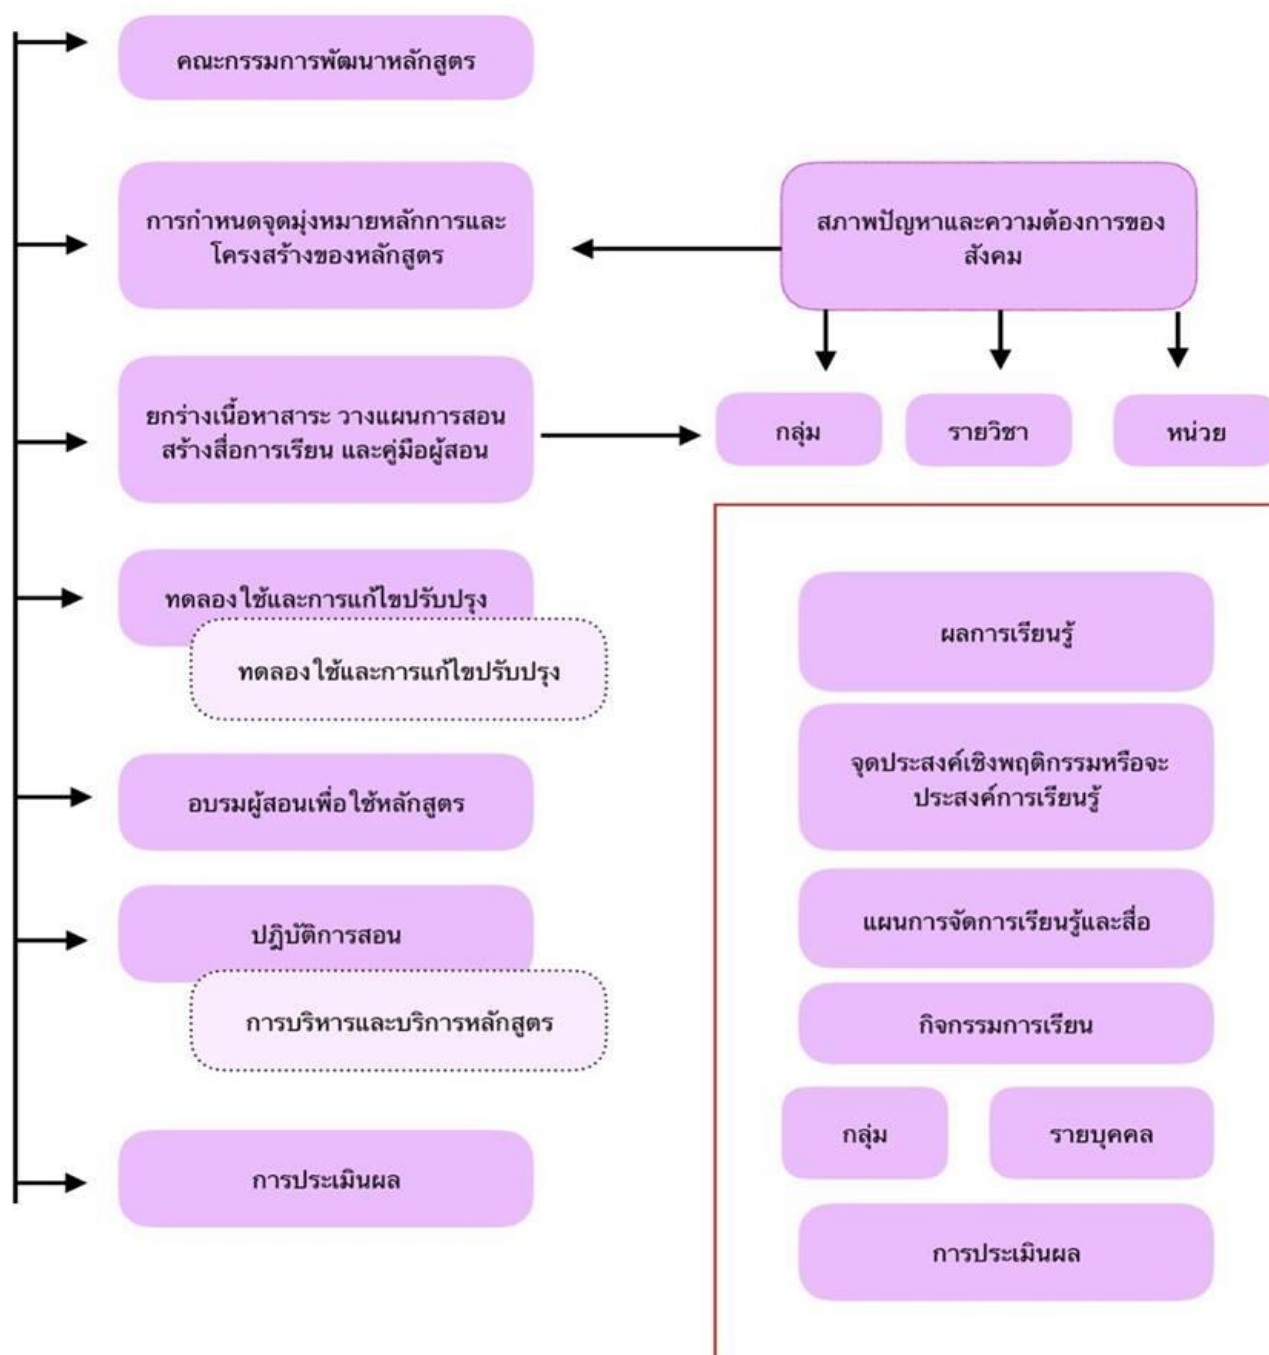 คณะกรรมการพัฒนาหลักสูตร
การกำหนดจุดมุ่งหมายหลักการและ
โครงสร้างของหลักสูตร
สภาพปัญหาและความต้องการของ
สังคม
ยกร่างเนื้อหาสาระ วางแผนการสอน
สร้างสื่อการเรียน และคู่มือผู้สอน
กลุ่ม
รายวิชา
หน่วย
ทดลองใช้และการแก้ไขปรับปรุง
ทดลองใช้และการแก้ไขปรับปรุง
อบรมผู้สอนเพื่อใช้หลักสูตร
ปฎิบัติการสอน
การบริหารและบริการหลักสูตร
การประเมินผล
ผลการเรียนรู้
จุดประสงค์เชิงพฤติกรรมหรือจะ
ประสงค์การเรียนรู้
แผนการจัดการเรียนรู้และสื่อ
กิจกรรมการเรียน
กลุ่ม
รายบุคคล
การประเมินผล